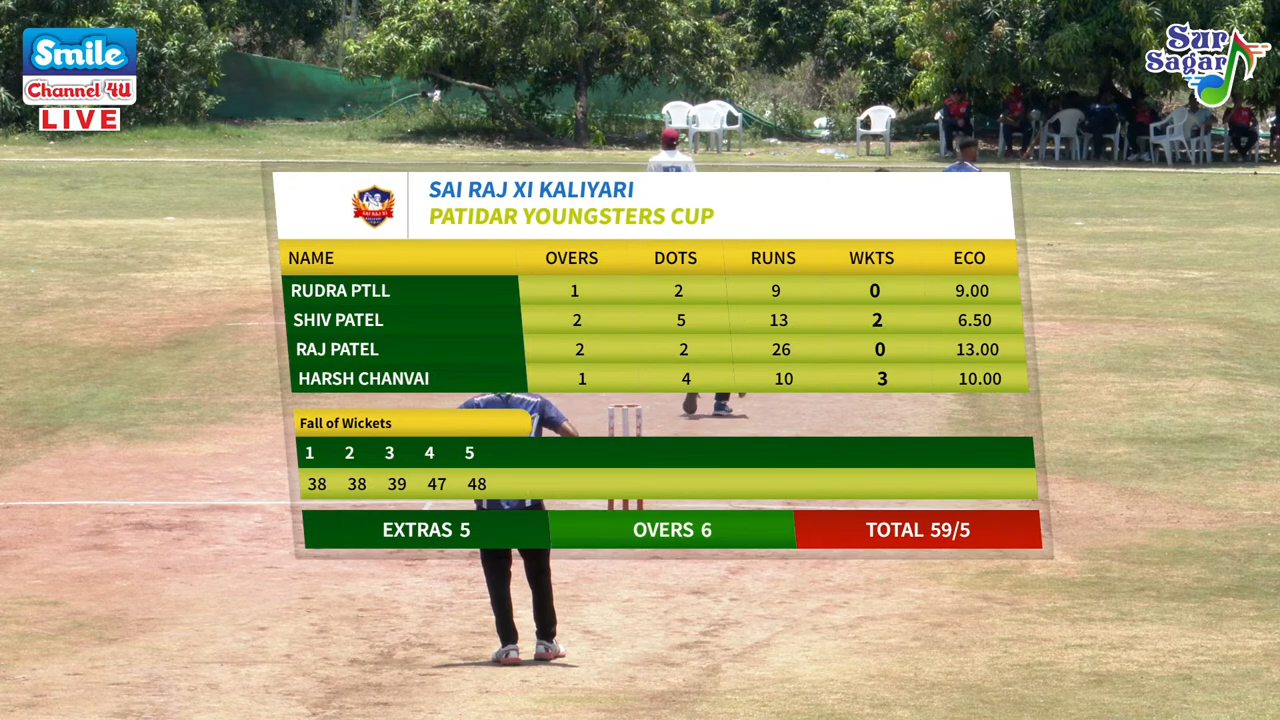 Smile
Channel 4U
LIVE
Sur
Sagar
SAI RAJ XI
SAI RAJ XI KALIYARI
PATIDAR YOUNGSTERS CUP
NAME OVERS DOTS RUNS WKTS ECO
RUDRA PTLL 1 2 9 0 9.00
SHIV PATEL 2 5 13 2 6.50
RAJ PATEL 2 2 26 0 13.00
HARSH CHANVAI 1 4 10 3 10.00
Fall of Wickets
1 2 3 4 5
38 38 39 47 48
EXTRAS 5 OVERS 6 TOTAL 59/5